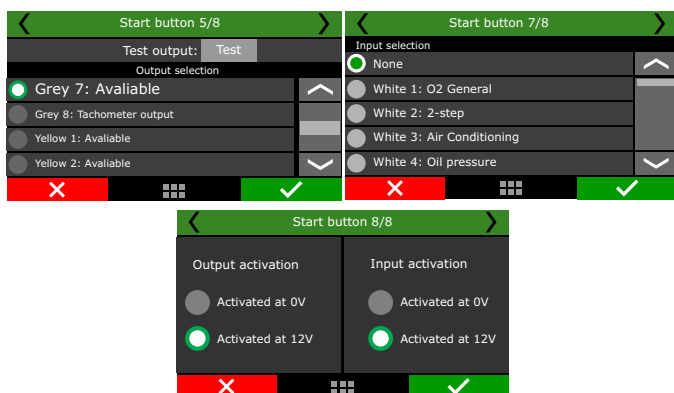 Start button 5/8
Test output: Test
Output selection
Grey 7: Avaliable
Grey 8: Tachometer output
Yellow 1: Avaliable
Yellow 2: Avaliable
Start button 7/8
Input selection
None
White 1: O2 General
White 2: 2-step
White 3: Air Conditioning
White 4: Oil pressure
Start button 8/8
Output activation
Activated at 0V
Activated at 12V
Input activation
Activated at 0V
Activated at 12V